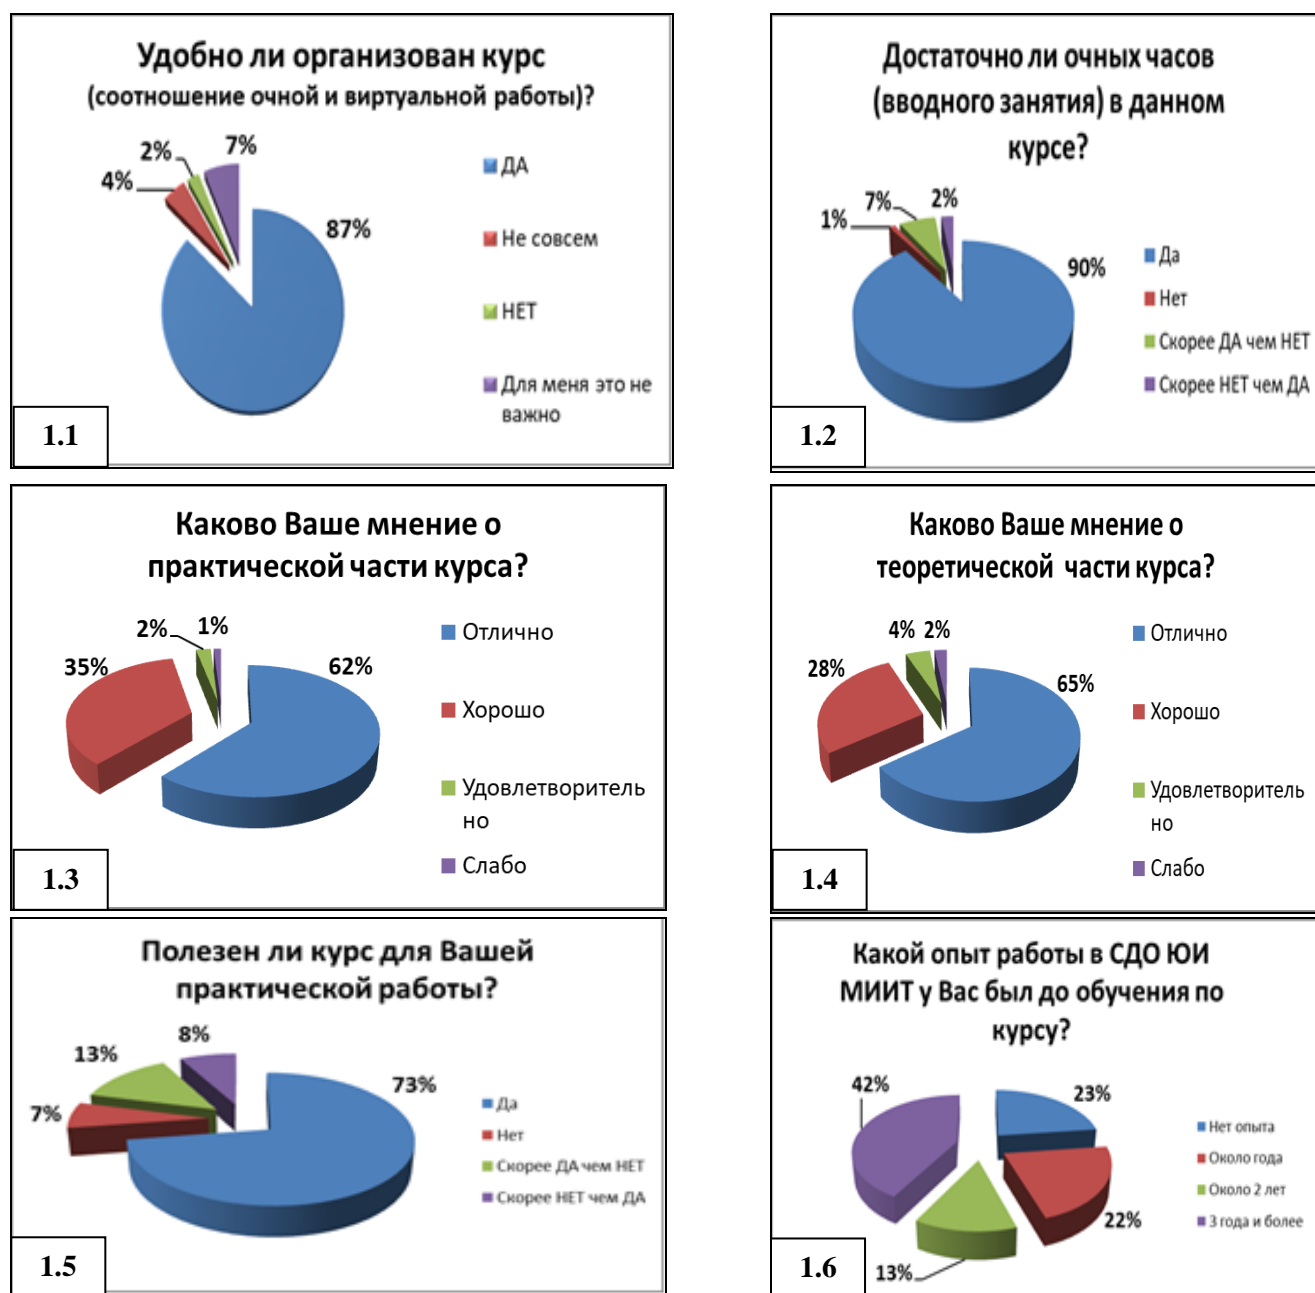 Удобно ли организован курс
(соотношение очной и виртуальной работы)?
2%
7%
4%
87%
ДА
Не совсем
НЕТ
Для меня это не
важно
1.1
Достаточно ли очных часов
(вводного занятия) в данном
курсе?
7%
2%
1%
90%
Да
Нет
Скорее ДА чем НЕТ
Скорее НЕТ чем ДА
1.2
Каково Ваше мнение о
практической части курса?
2%
1%
35%
62%
Отлично
Хорошо
Удовлетворитель
но
Слабо
1.3
Каково Ваше мнение о
теоретической части курса?
4%
2%
28%
65%
Отлично
Хорошо
Удовлетворитель
но
Слабо
1.4
Полезен ли курс для Вашей
практической работы?
8%
13%
73%
7%
Да
Нет
Скорее ДА чем НЕТ
Скорее НЕТ чем ДА
1.5
Какой опыт работы в СДО ЮИ
МИИТ у Вас был до обучения по
курсу?
42%
23%
22%
13%
Нет опыта
Около года
Около 2 лет
3 года и более
1.6